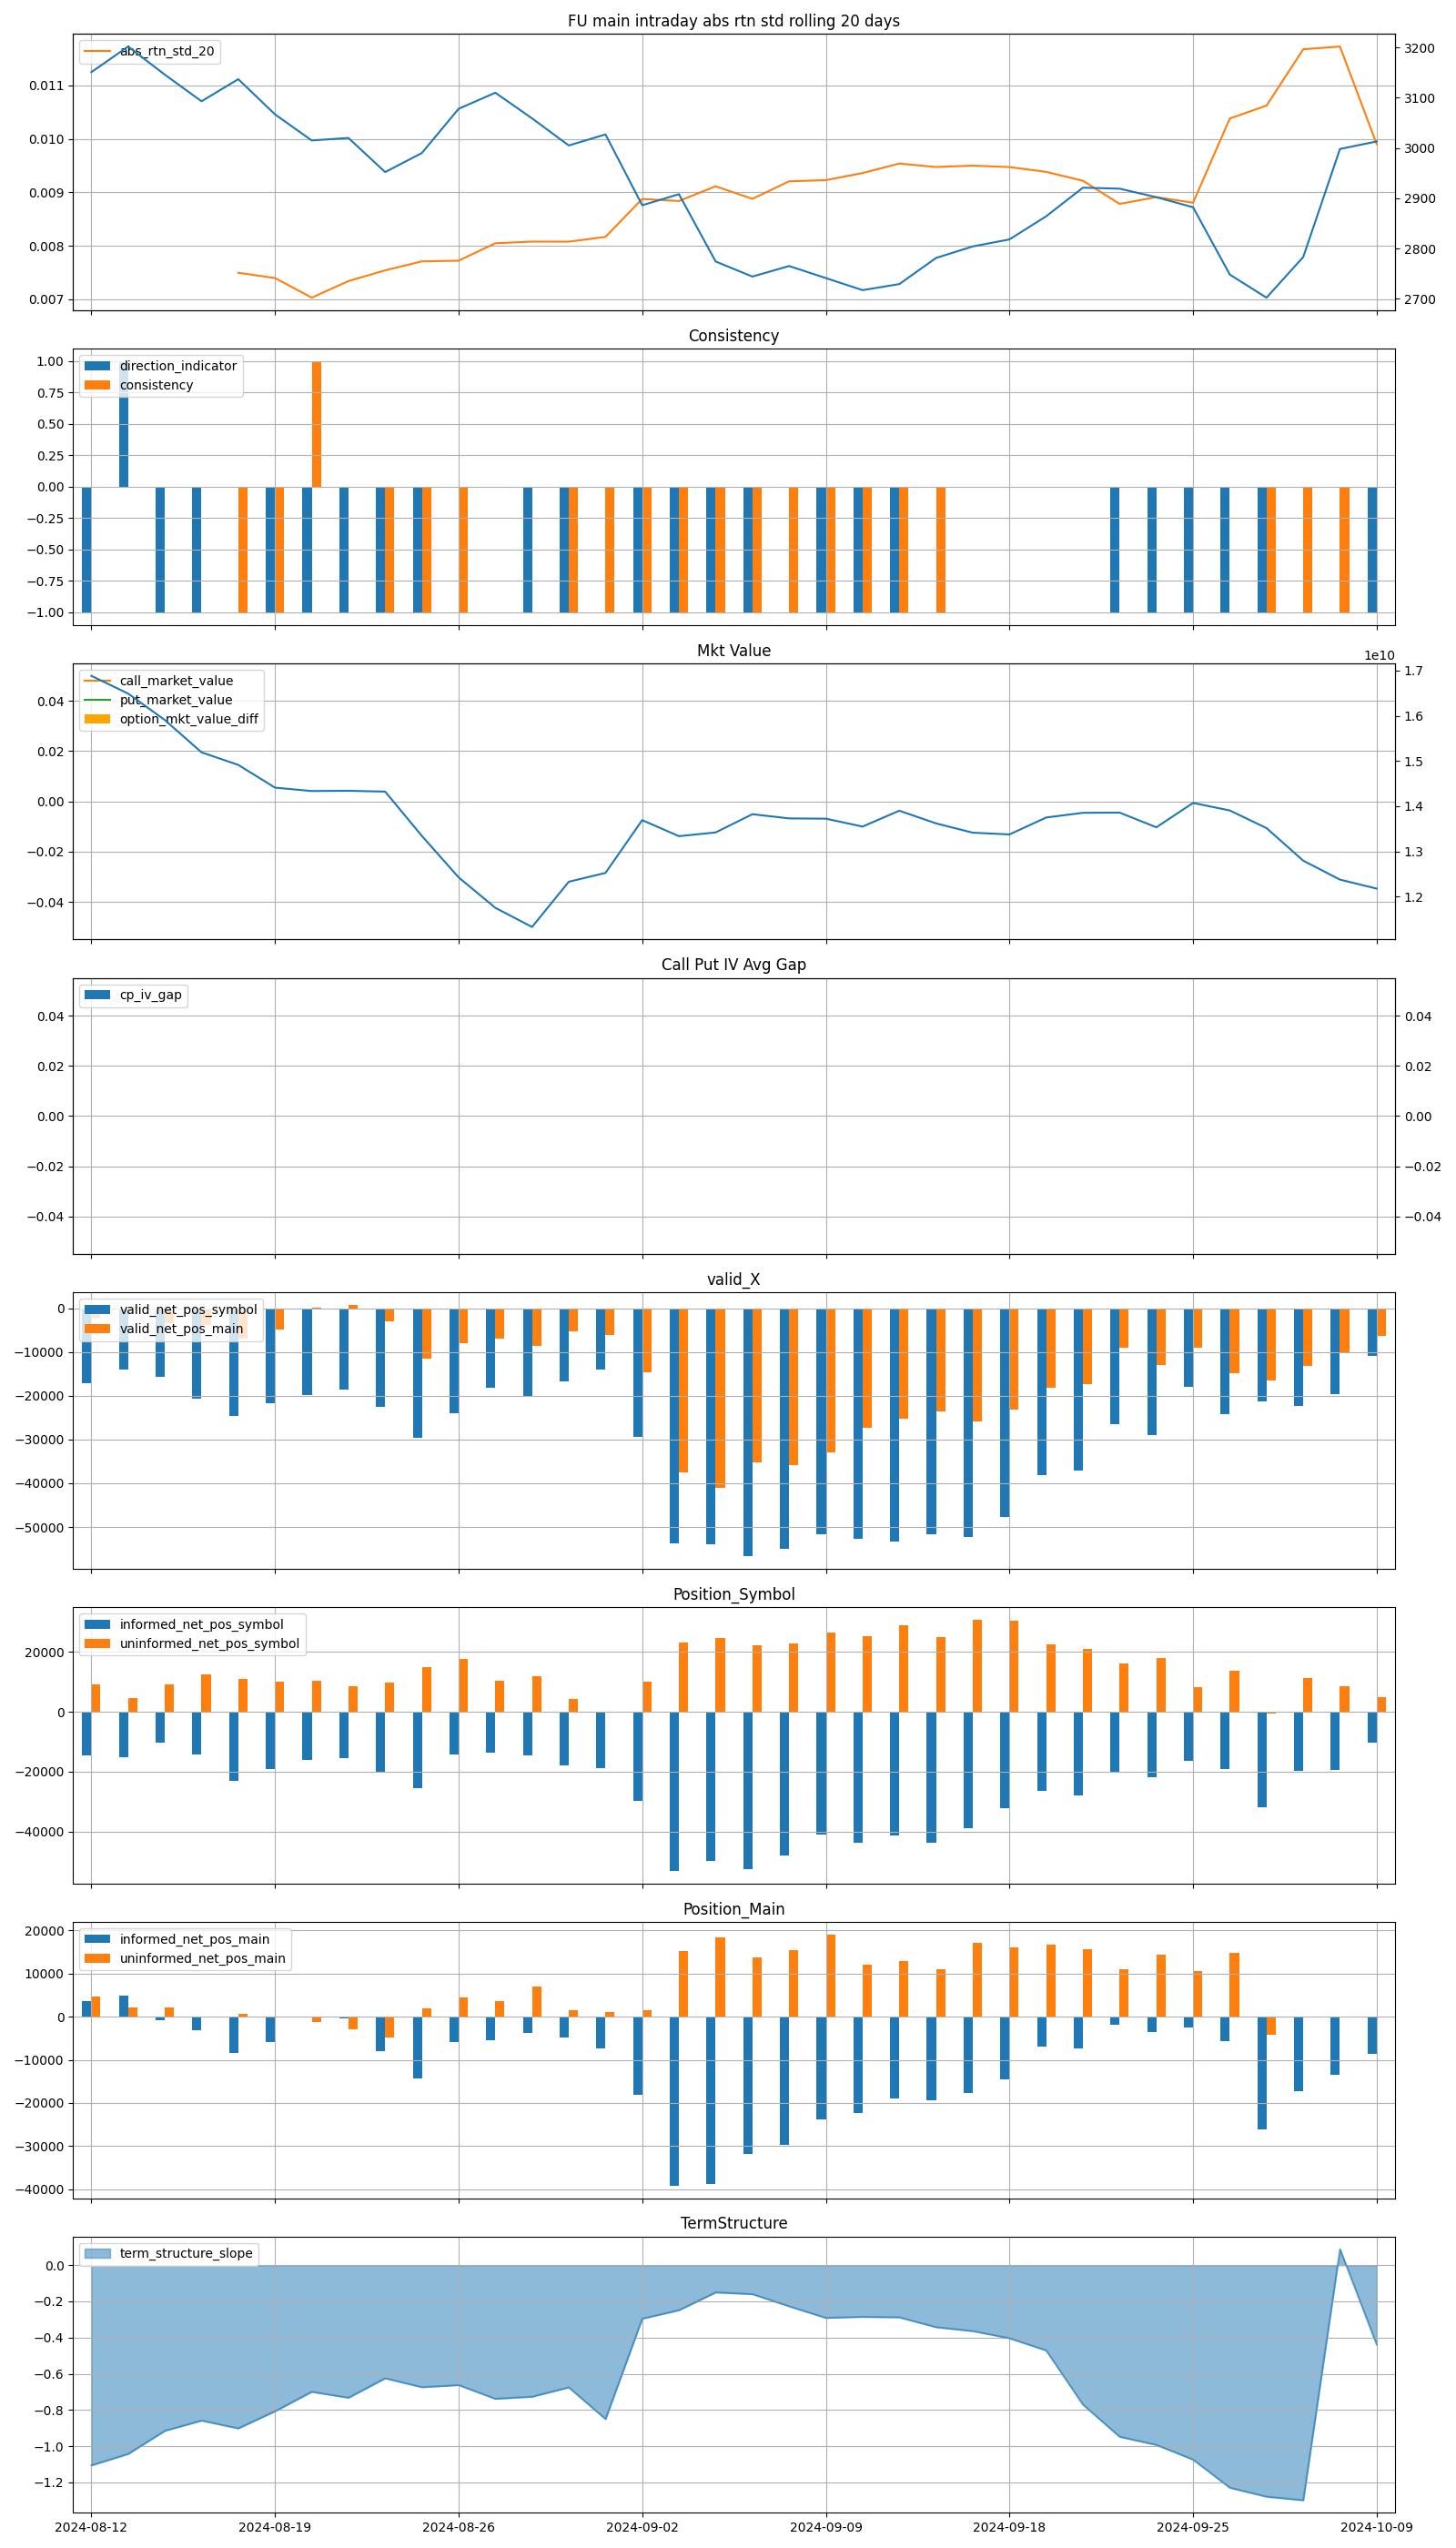 FU main intraday abs rtn std rolling 20 days
abs_rtn_std_20
0.011
0.010
0.009
0.008
0.007
3200
3100
3000
2900
2800
2700
Consistency
direction_indicator
consistency
1.00
0.75
0.50
0.25
0.00
−0.25
−0.50
−0.75
−1.00
Mkt Value
1e10
call_market_value
put_market_value
option_mkt_value_diff
0.04
0.02
0.00
−0.02
−0.04
1.7
1.6
1.5
1.4
1.3
1.2
Call Put IV Avg Gap
cp_iv_gap
0.04
0.02
0.00
−0.02
−0.04
0.04
0.02
0.00
−0.02
−0.04
valid_X
valid_net_pos_symbol
valid_net_pos_main
0
−10000
−20000
−30000
−40000
−50000
Position_Symbol
informed_net_pos_symbol
uninformed_net_pos_symbol
20000
0
−20000
−40000
Position_Main
informed_net_pos_main
uninformed_net_pos_main
20000
10000
0
−10000
−20000
−30000
−40000
TermStructure
term_structure_slope
0.0
−0.2
−0.4
−0.6
−0.8
−1.0
−1.2
2024-08-12 2024-08-19 2024-08-26 2024-09-02 2024-09-09 2024-09-18 2024-09-25 2024-10-09